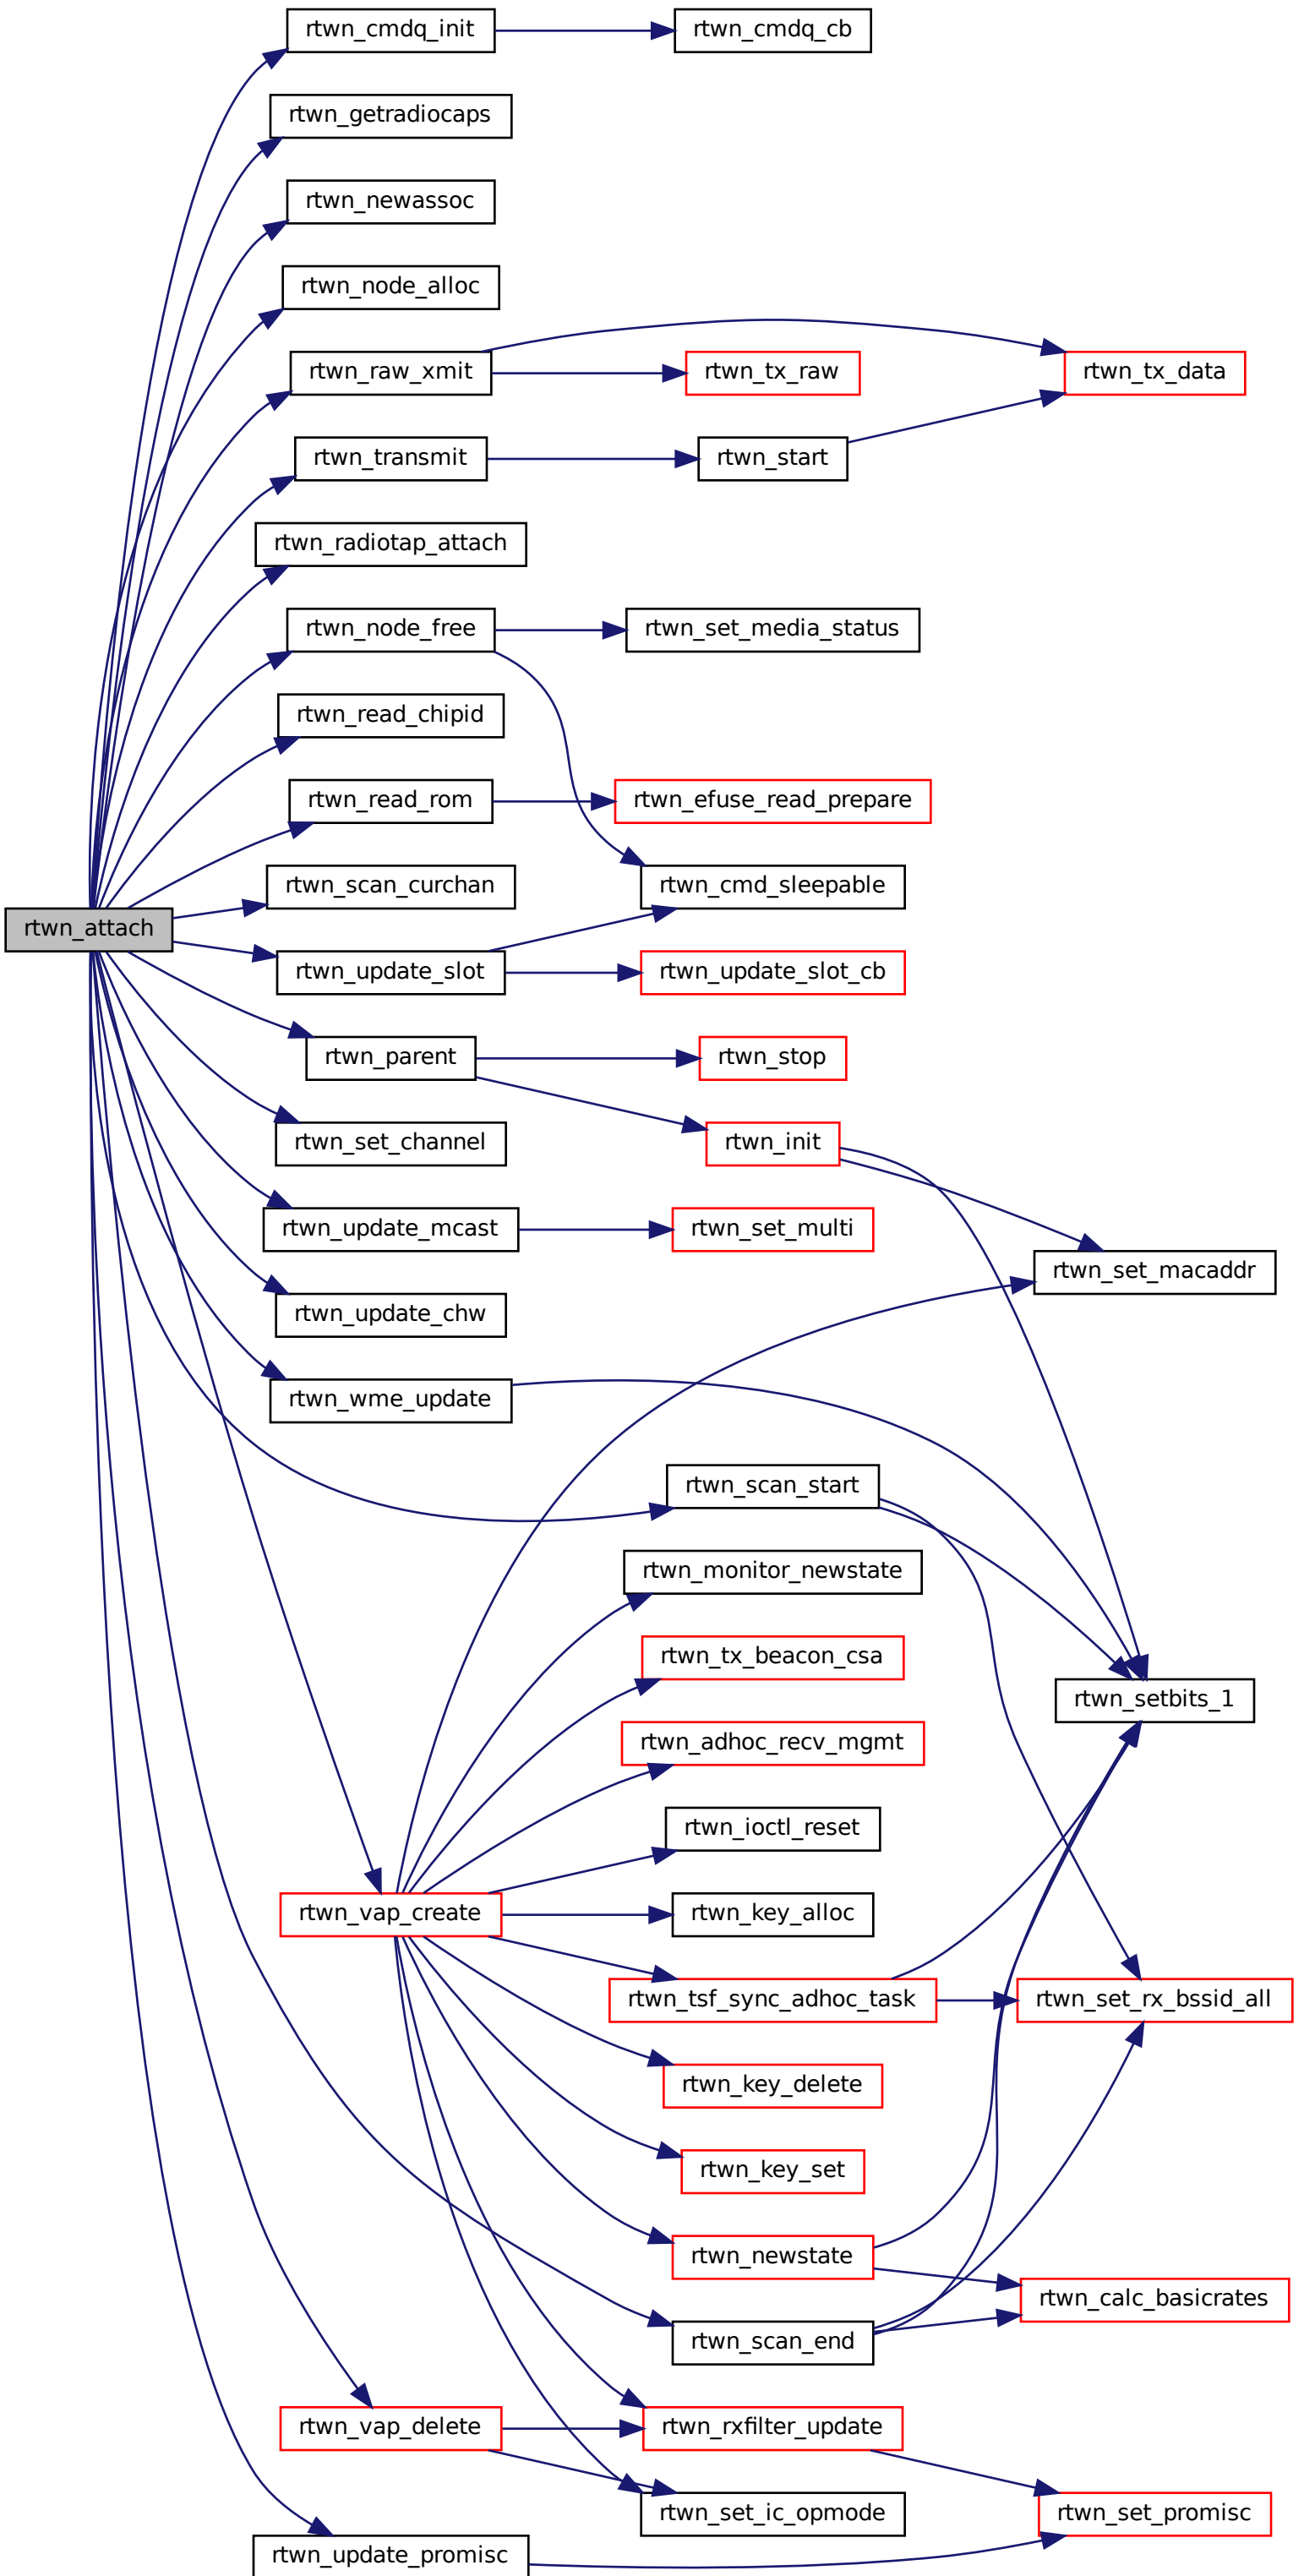 rtwn_cmdq_init
rtwn_cmdq_cb
rtwn_getradiocaps
rtwn_newassoc
rtwn_node_alloc
rtwn_raw_xmit
rtwn_tx_raw
rtwn_tx_data
rtwn_transmit
rtwn_start
rtwn_radiotap_attach
rtwn_node_free
rtwn_set_media_status
rtwn_read_chipid
rtwn_read_rom
rtwn_efuse_read_prepare
rtwn_scan_curchan
rtwn_cmd_sleepable
rtwn_attach
rtwn_update_slot
rtwn_update_slot_cb
rtwn_parent
rtwn_stop
rtwn_set_channel
rtwn_init
rtwn_update_mcast
rtwn_set_multi
rtwn_set_macaddr
rtwn_update_chw
rtwn_wme_update
rtwn_scan_start
rtwn_monitor_newstate
rtwn_tx_beacon_csa
rtwn_setbits_1
rtwn_adhoc_recv_mgmt
rtwn_ioctl_reset
rtwn_vap_create
rtwn_key_alloc
rtwn_tsf_sync_adhoc_task
rtwn_set_rx_bssid_all
rtwn_key_delete
rtwn_key_set
rtwn_newstate
rtwn_calc_basicrates
rtwn_scan_end
rtwn_vap_delete
rtwn_rxfilter_update
rtwn_set_ic_opmode
rtwn_set_promisc
rtwn_update_promisc